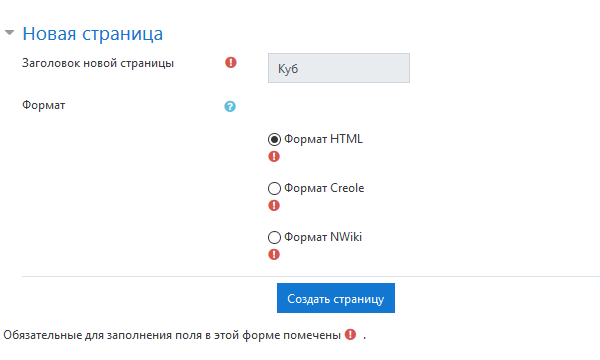 Новая страница
Заголовок новой страницы
Куб
Формат
Формат HTML
Формат Creole
Формат NWiki
Создать страницу
Обязательные для заполнения поля в этой форме помечены .